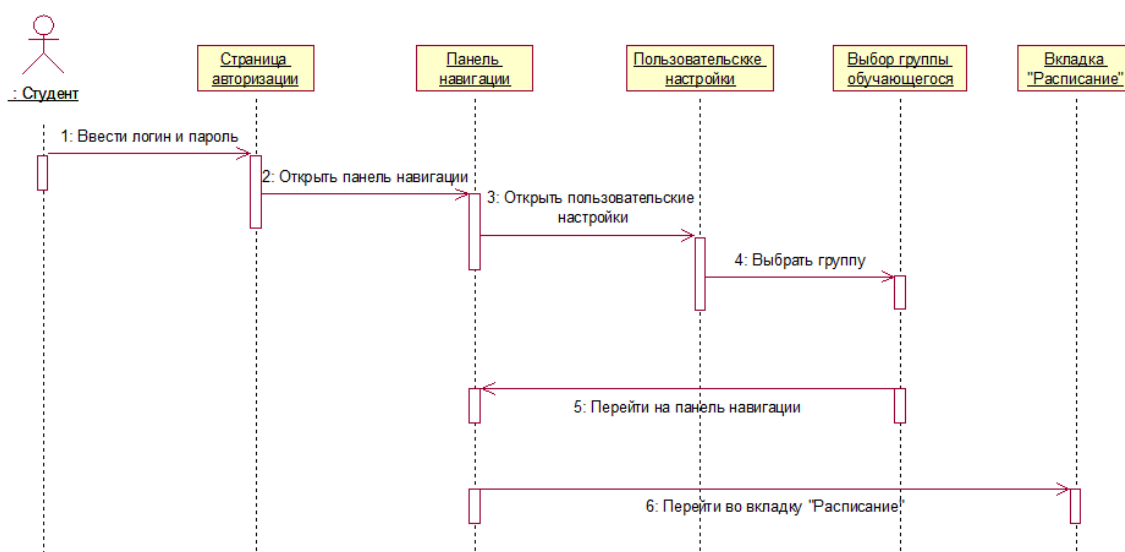 Страница
авторизации
Панель
навигации
Пользовательскке
настройки
Выбор группы
обучающегося
Вкладка
"Расписание"
: Студент
1: Ввести логин и пароль
2: Открыть панель навигации
3: Открыть пользовательские
настройки
4: Выбрать группу
5: Перейти на панель навигации
6: Перейти во вкладку "Расписание"